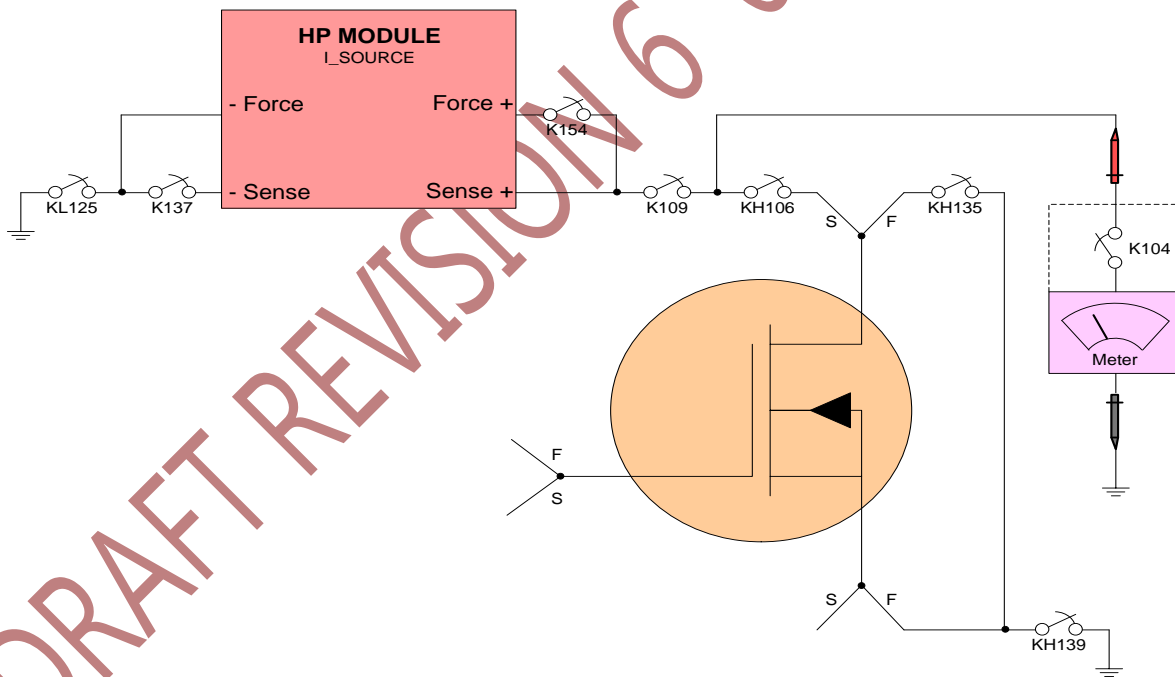 HP MODULE
I_SOURCE
- Force
Force +
K154
- Sense
Sense +
KL125
K137
K109
KH106
S
F
KH135
K104
Meter
F
S
S
F
KH139
DRAFT REVISION 6